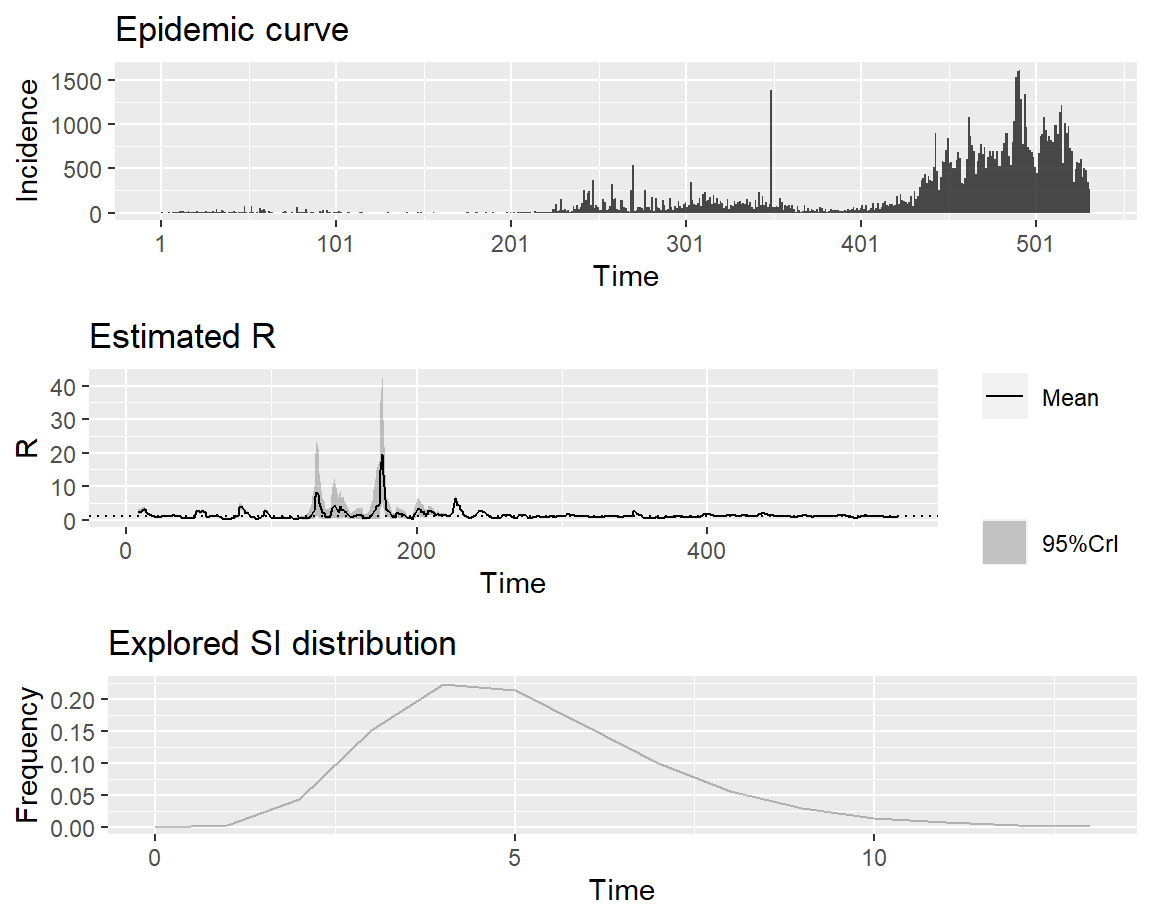 Epidemic curve
1500
1000
500
0
Incidence
1 101 201 301 401 501
Time
Estimated R
40
30
20
10
0
R
0 200 400
Time
Mean
95%CrI
Explored SI distribution
0.20
0.15
0.10
0.05
0.00
Frequency
0 5 10
Time